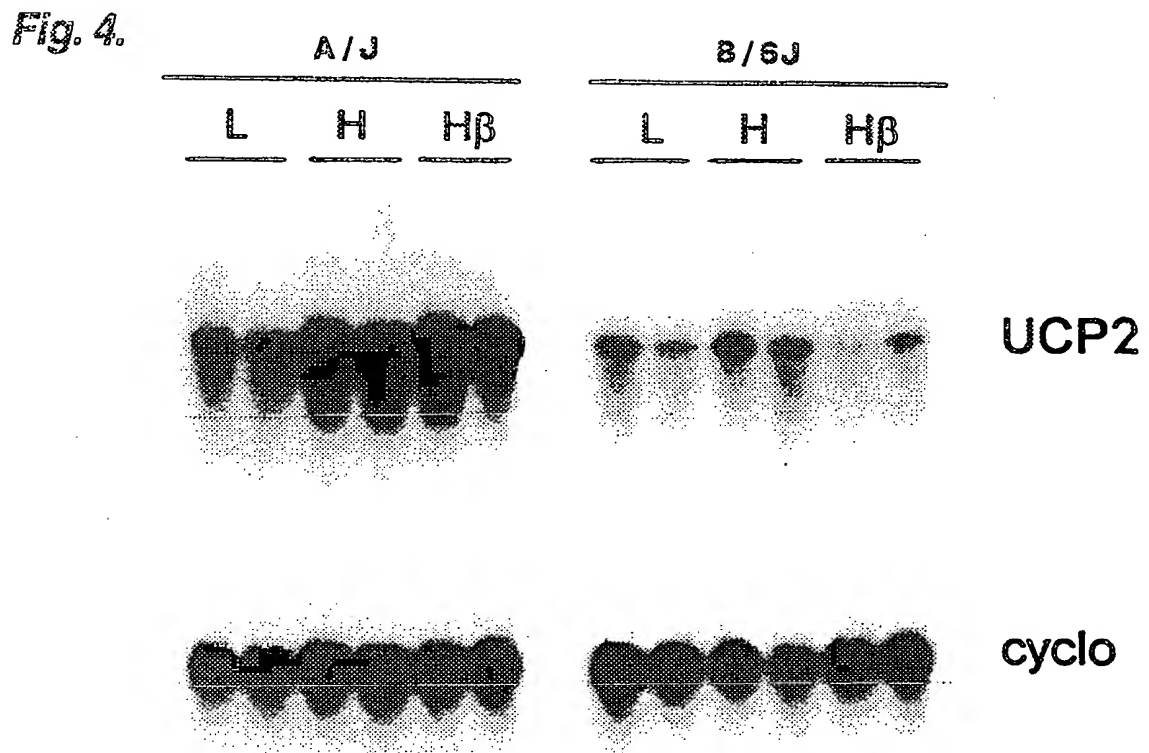 Fig. 4.
A/J B/6J
L H Hβ L H Hβ
UCP2
cyclo